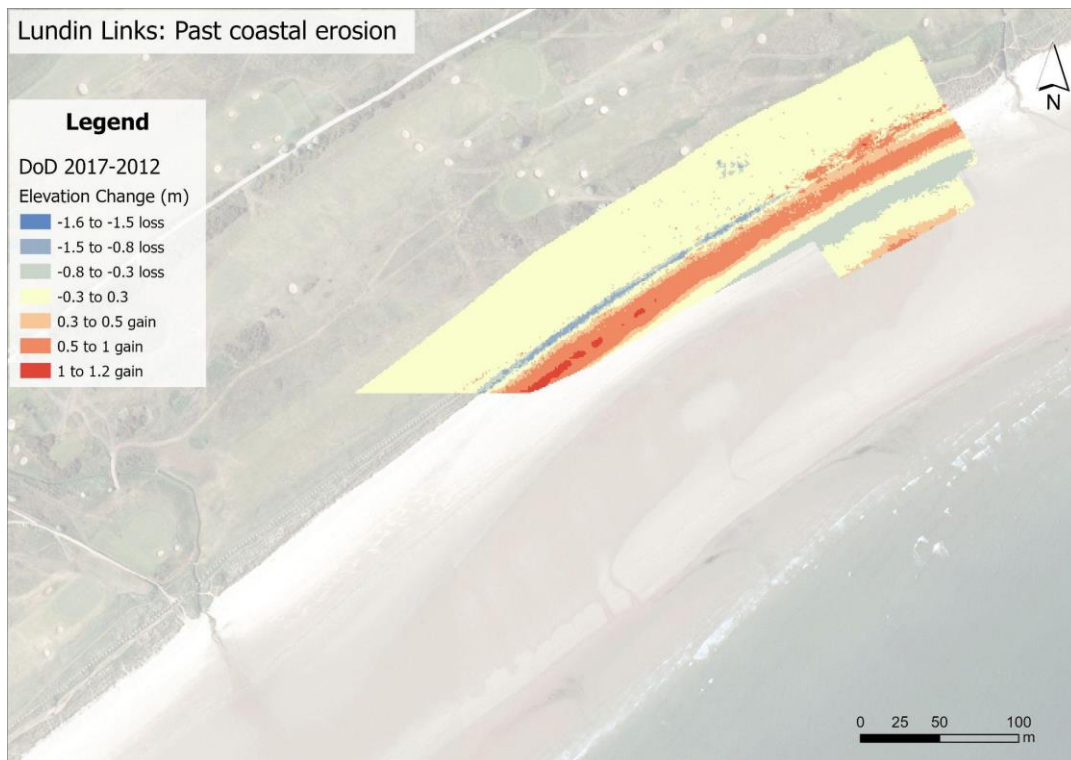 Lundin Links: Past coastal erosion
N
Legend
DoD 2017-2012
Elevation Change (m)
-1.6 to -1.5 loss
-1.5 to -0.8 loss
-0.8 to -0.3 loss
-0.3 to 0.3
0.3 to 0.5 gain
0.5 to 1 gain
1 to 1.2 gain
0 25 50 100
m